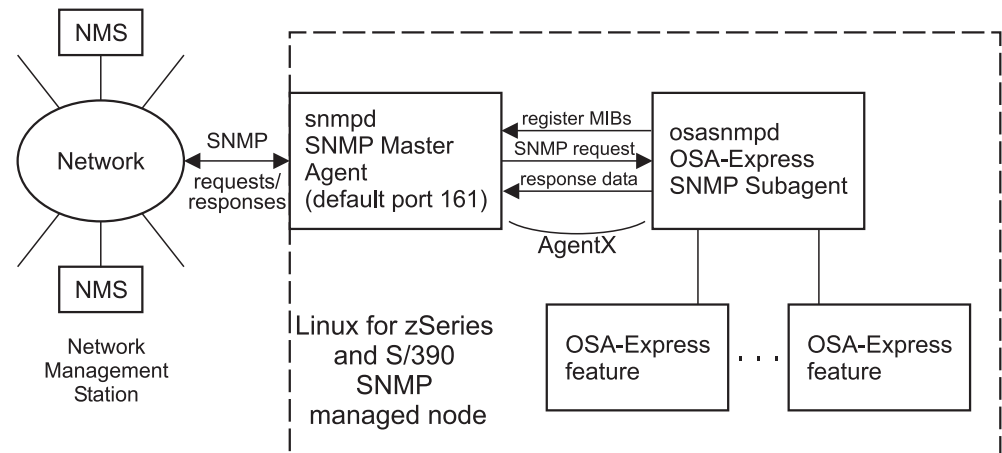 NMS
Network
NMS
Network
Management
Station
SNMP
requests/
responses
snmpd
SNMP Master
Agent
(default port 161)
register MIBs
SNMP request
response data
AgentX
osasnmpd
OSA-Express
SNMP Subagent
Linux for zSeries
and S/390
SNMP
managed node
OSA-Express
feature
. . .
OSA-Express
feature